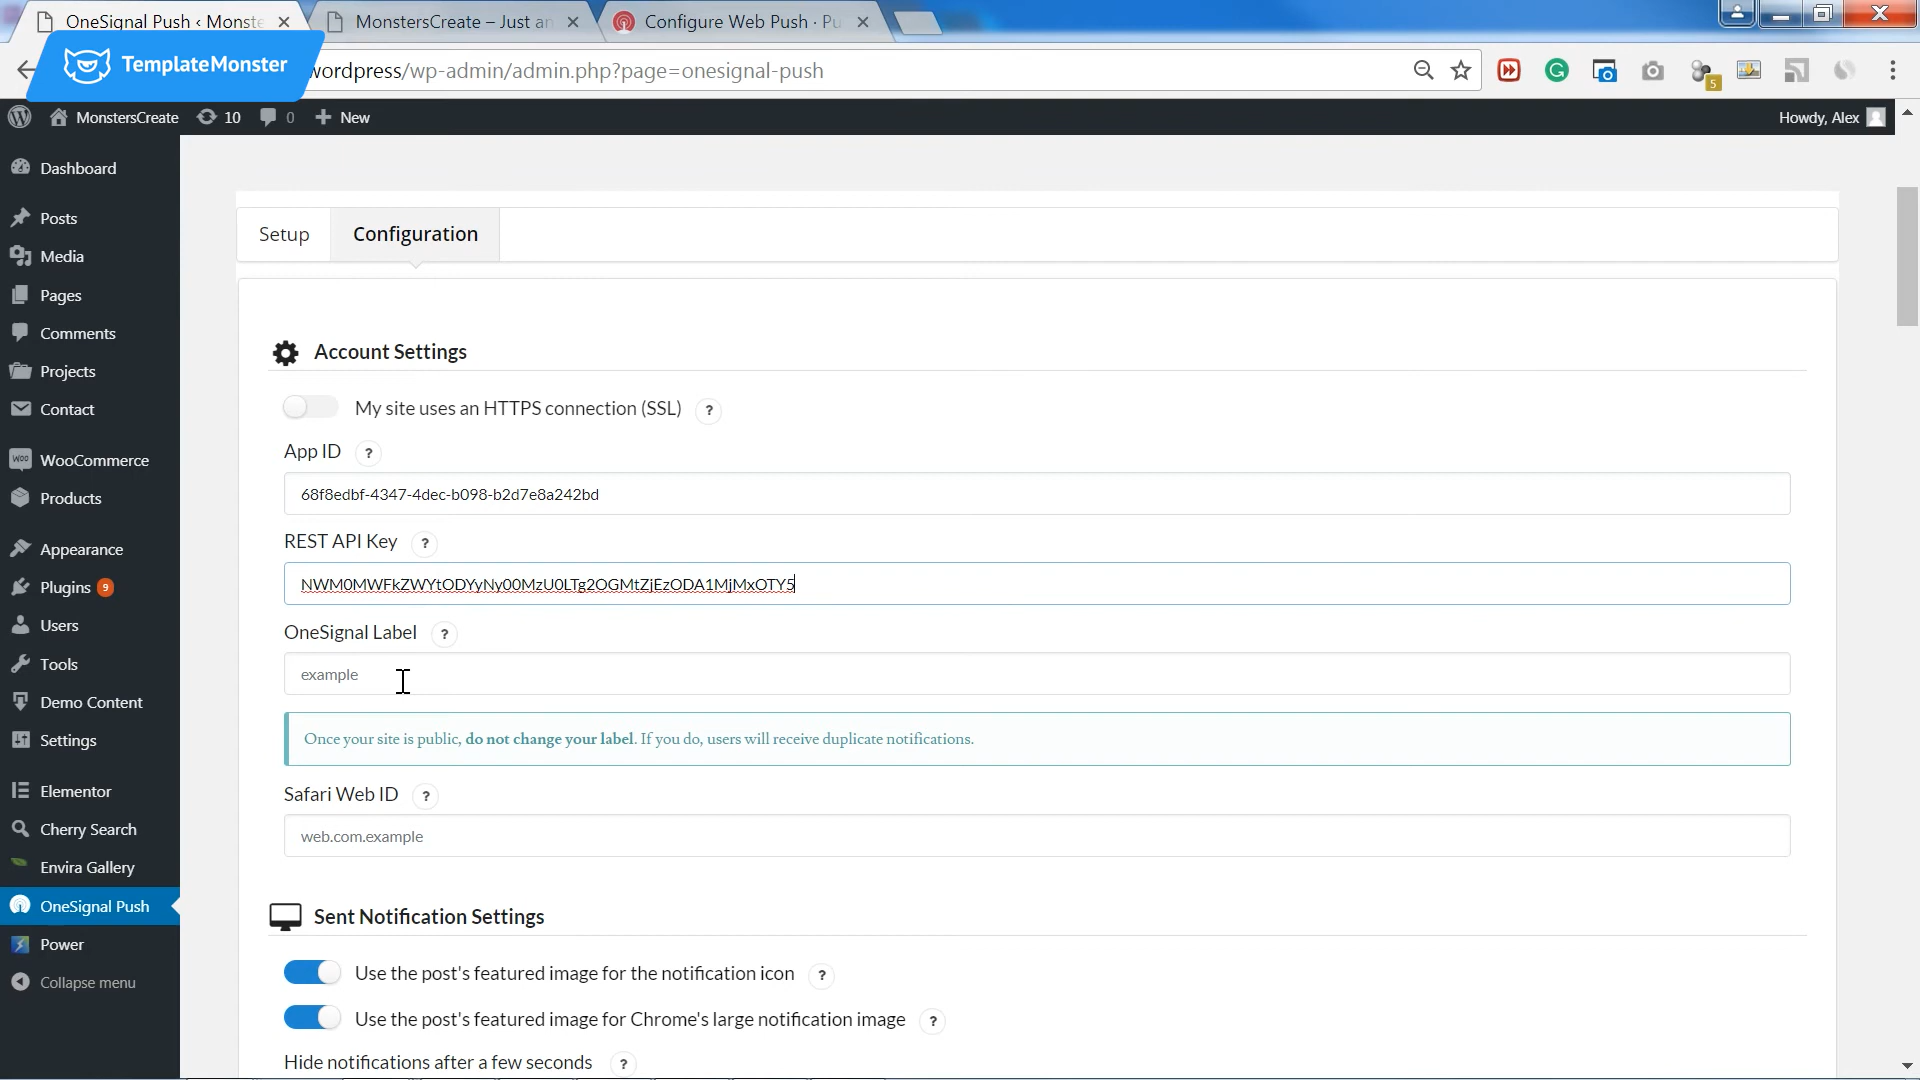 OneSignal Push ‹ Monste
MonstersCreate – Just an
Configure Web Push · Pu
TemplateMonster
wordpress/wp-admin/admin.php?page=onesignal-push
5
MonstersCreate
10
0
New
Howdy, Alex
Dashboard
Posts
Media
Pages
Comments
Projects
Contact
Woo
WooCommerce
Products
Appearance
Plugins 9
Users
Tools
Demo Content
Settings
Elementor
Cherry Search
Envira Gallery
OneSignal Push
Power
Collapse menu
Setup
Configuration
Account Settings
My site uses an HTTPS connection (SSL) ?
App ID ?
68f8edbf-4347-4dec-b098-b2d7e8a242bd
REST API Key ?
NWM0MWFkZWYtODYyNy00MzU0LTg2OGMtZjEzODA1MjMxOTY5
OneSignal Label ?
example
Once your site is public, do not change your label. If you do, users will receive duplicate notifications.
Safari Web ID ?
web.com.example
Sent Notification Settings
Use the post's featured image for the notification icon ?
Use the post's featured image for Chrome's large notification image ?
Hide notifications after a few seconds ?